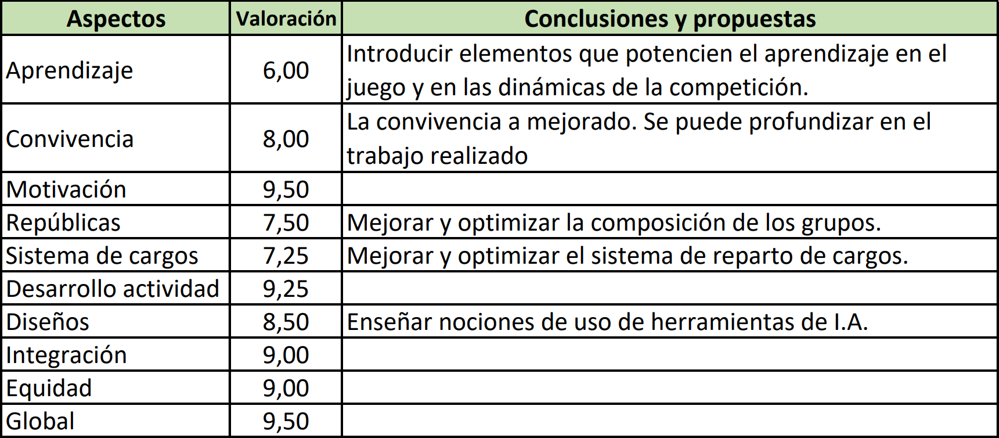 Aspectos Valoración Conclusiones y propuestas
Aprendizaje 6,00 Introducir elementos que potencien el aprendizaje en el
juego y en las dinámicas de la competición.
Convivencia 8,00 La convivencia a mejorado. Se puede profundizar en el
trabajo realizado
Motivación 9,50
Repúblicas 7,50 Mejorar y optimizar la composición de los grupos.
Sistema de cargos 7,25 Mejorar y optimizar el sistema de reparto de cargos.
Desarrollo actividad 9,25
Diseños 8,50 Enseñar nociones de uso de herramientas de I.A.
Integración 9,00
Equidad 9,00
Global 9,50